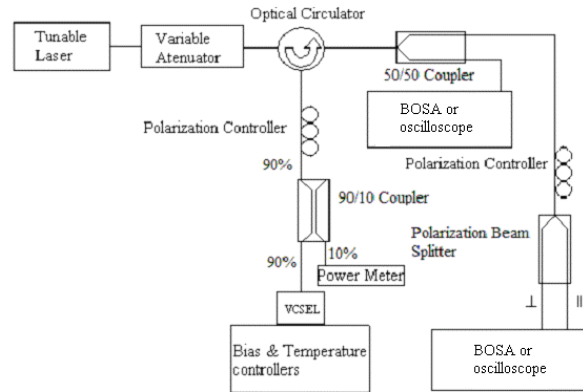 Optical Circulator
Tunable
Laser
Variable
Atenuator
50/50 Coupler
BOSA or
oscilloscope
Polarization Controller
Polarization Controller
90%
90/10 Coupler
Polarization Beam
Splitter
90%
10%
Power Meter
VCSEL
⊥
||
Bias & Temperature
controllers
BOSA or
oscilloscope